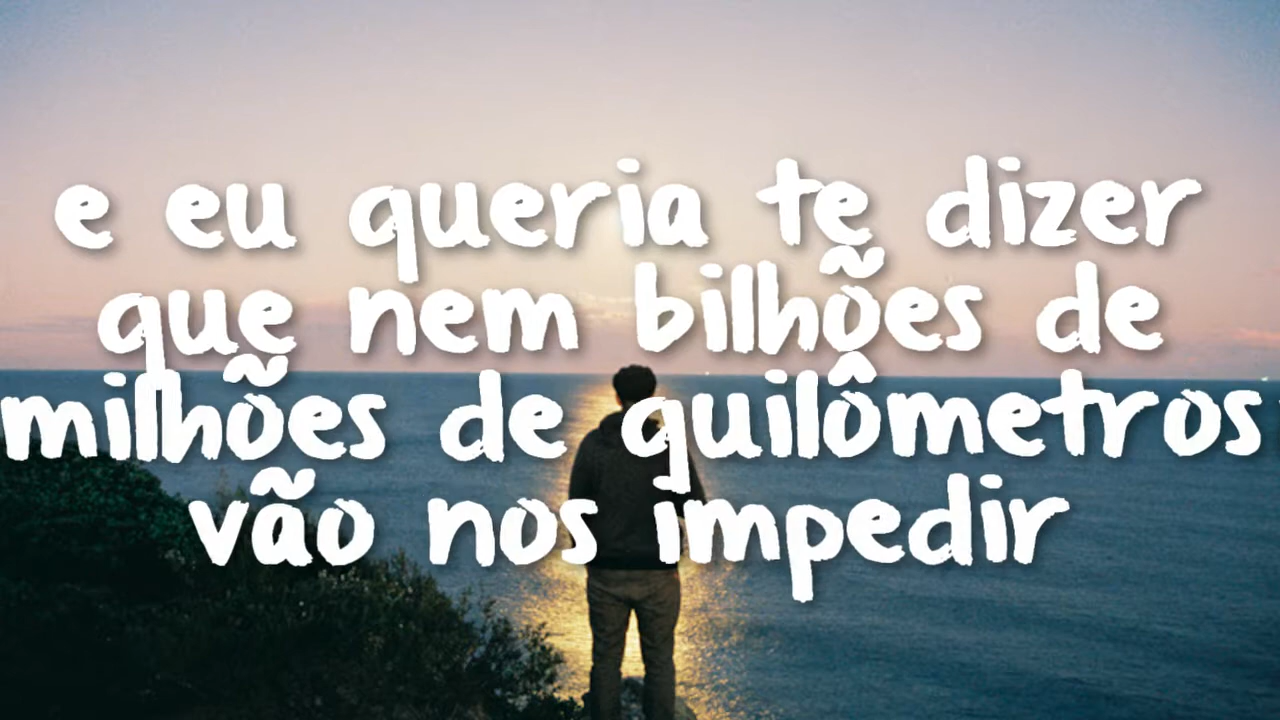 e eu queria te dizer
que nem bilhões de
milhões de quilômetros
vão nos impedir